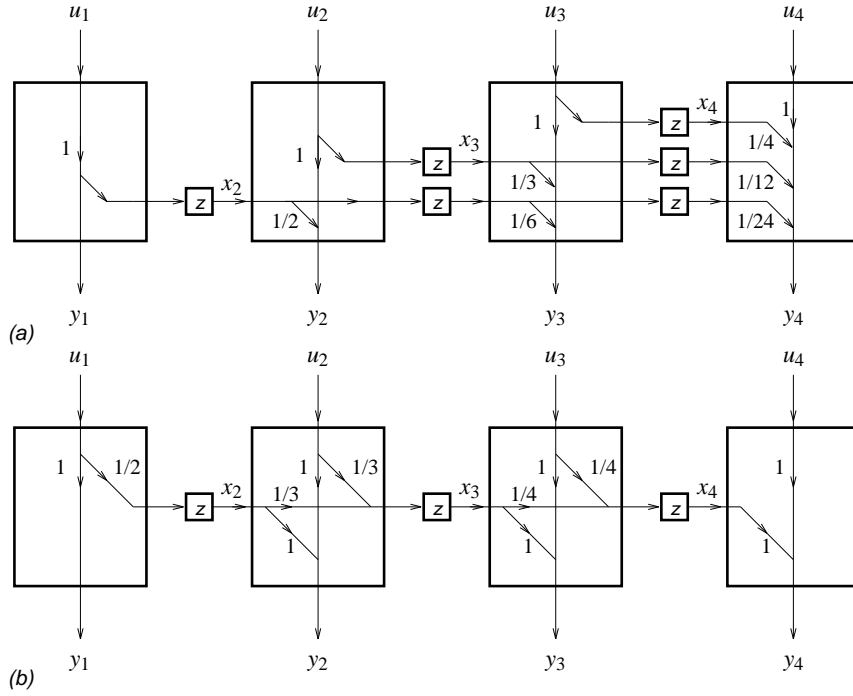 u1 u2 u3 u4
x4
1 1 1/4
1 x3 1
z z z
1/3 1/12
x2
z 1/2 z 1/6 z 1/24
y1 y2 y3 y4
(a)
u1 u2 u3 u4
1 1/2 1 1/3 1 1/4 1
x2 1/3 x3 1/4 x4
z z z
1 1 1
y1 y2 y3 y4
(b)